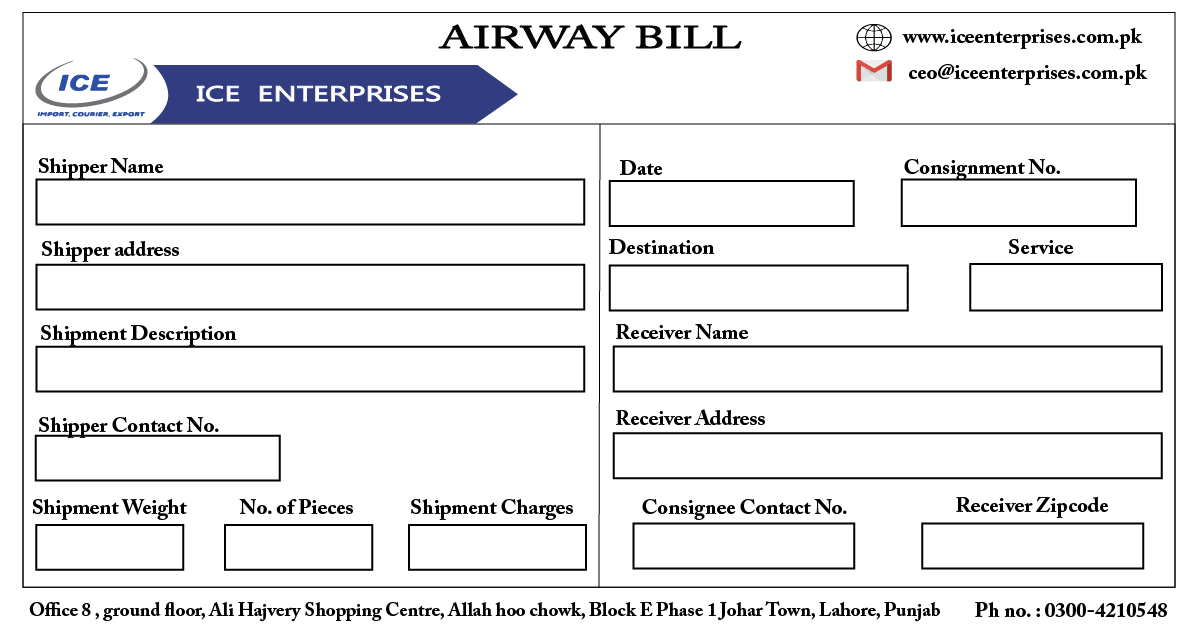 AIRWAY BILL
www.iceenterprises.com.pk
ceo@iceenterprises.com.pk
ICE
IMPORT, COURIER, EXPORT
ICE ENTERPRISES
Shipper Name
Shipper address
Shipment Description
Shipper Contact No.
Shipment Weight No. of Pieces Shipment Charges
Date Consignment No.
Destination Service
Receiver Name
Receiver Address
Consignee Contact No. Receiver Zipcode
Office 8 , ground floor, Ali Hajvery Shopping Centre, Allah hoo chowk, Block E Phase 1 Johar Town, Lahore, Punjab Ph no. : 0300-4210548